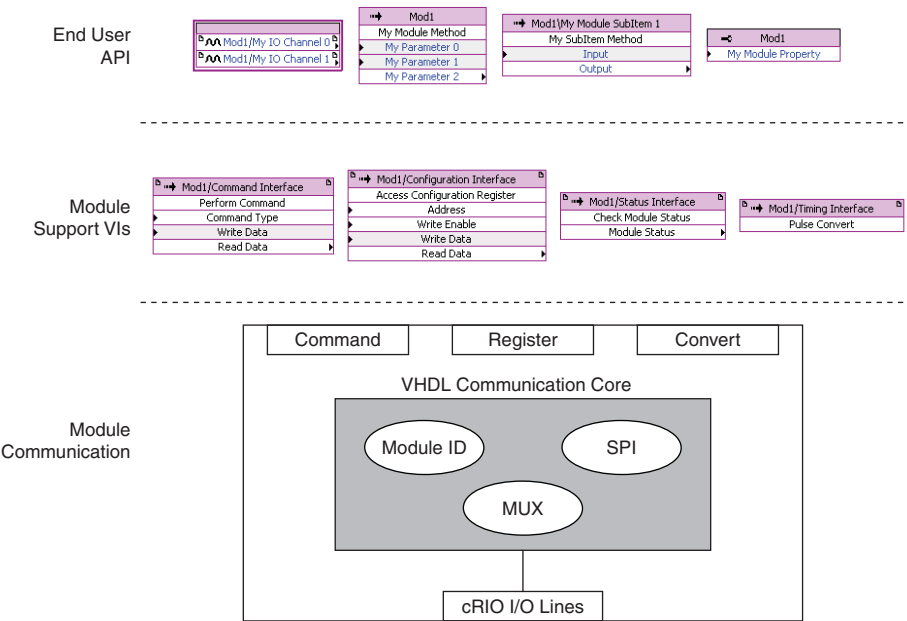 End User
API
Mod1/My IO Channel 0
Mod1/My IO Channel 1
Mod1
My Module Method
My Parameter 0
My Parameter 1
My Parameter 2
Mod1\My Module SubItem 1
My SubItem Method
Input
Output
Mod1
My Module Property
Module
Support VIs
Mod1/Command Interface
Perform Command
Command Type
Write Data
Read Data
Mod1/Configuration Interface
Access Configuration Register
Address
Write Enable
Write Data
Read Data
Mod1/Status Interface
Check Module Status
Module Status
Mod1/Timing Interface
Pulse Convert
Module
Communication
Command
Register
Convert
VHDL Communication Core
Module ID
SPI
MUX
cRIO I/O Lines